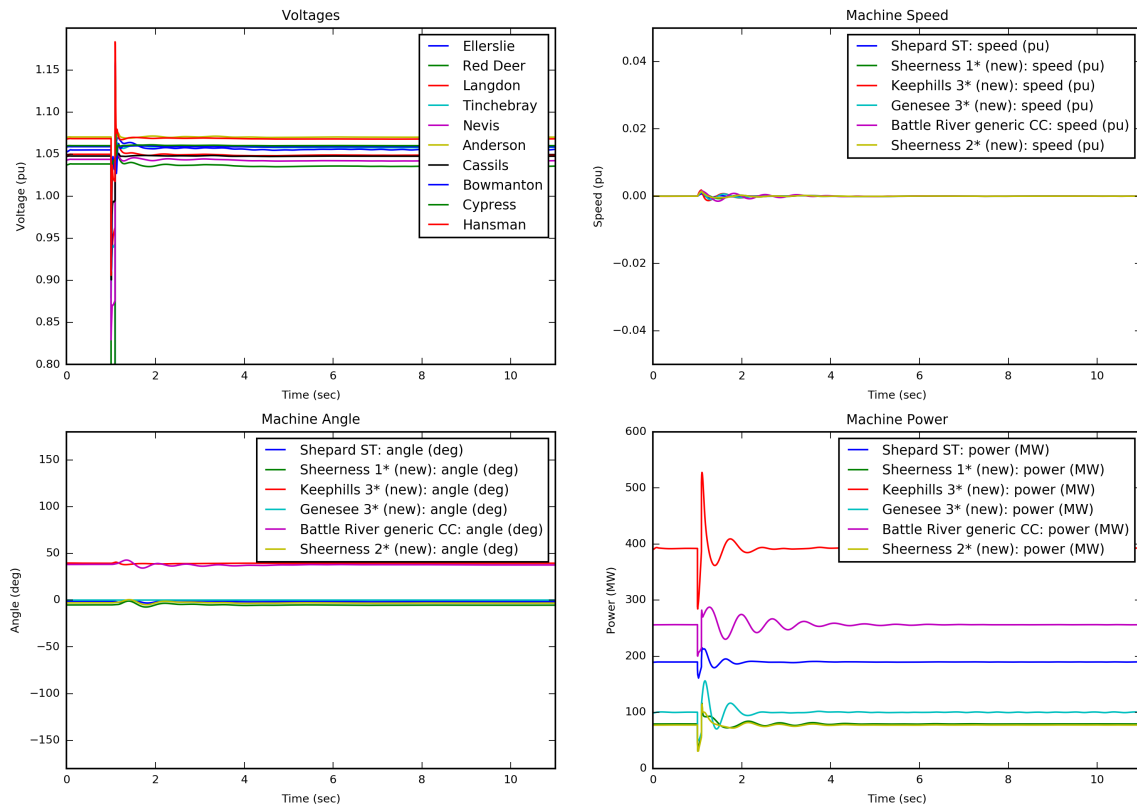 Voltages
Voltage (pu)
1.15
1.10
1.05
1.00
0.95
0.90
0.85
0.80
0 2 4 6 8 10
Time (sec)
Ellerslie
Red Deer
Langdon
Tinchebray
Nevis
Anderson
Cassils
Bowmanton
Cypress
Hansman
Machine Speed
Speed (pu)
0.04
0.02
0.00
−0.02
−0.04
0 2 4 6 8 10
Time (sec)
Shepard ST: speed (pu)
Sheerness 1* (new): speed (pu)
Keephills 3* (new): speed (pu)
Genesee 3* (new): speed (pu)
Battle River generic CC: speed (pu)
Sheerness 2* (new): speed (pu)
Machine Angle
Angle (deg)
150
100
50
0
−50
−100
−150
0 2 4 6 8 10
Time (sec)
Shepard ST: angle (deg)
Sheerness 1* (new): angle (deg)
Keephills 3* (new): angle (deg)
Genesee 3* (new): angle (deg)
Battle River generic CC: angle (deg)
Sheerness 2* (new): angle (deg)
Machine Power
Power (MW)
600
500
400
300
200
100
0
0 2 4 6 8 10
Time (sec)
Shepard ST: power (MW)
Sheerness 1* (new): power (MW)
Keephills 3* (new): power (MW)
Genesee 3* (new): power (MW)
Battle River generic CC: power (MW)
Sheerness 2* (new): power (MW)